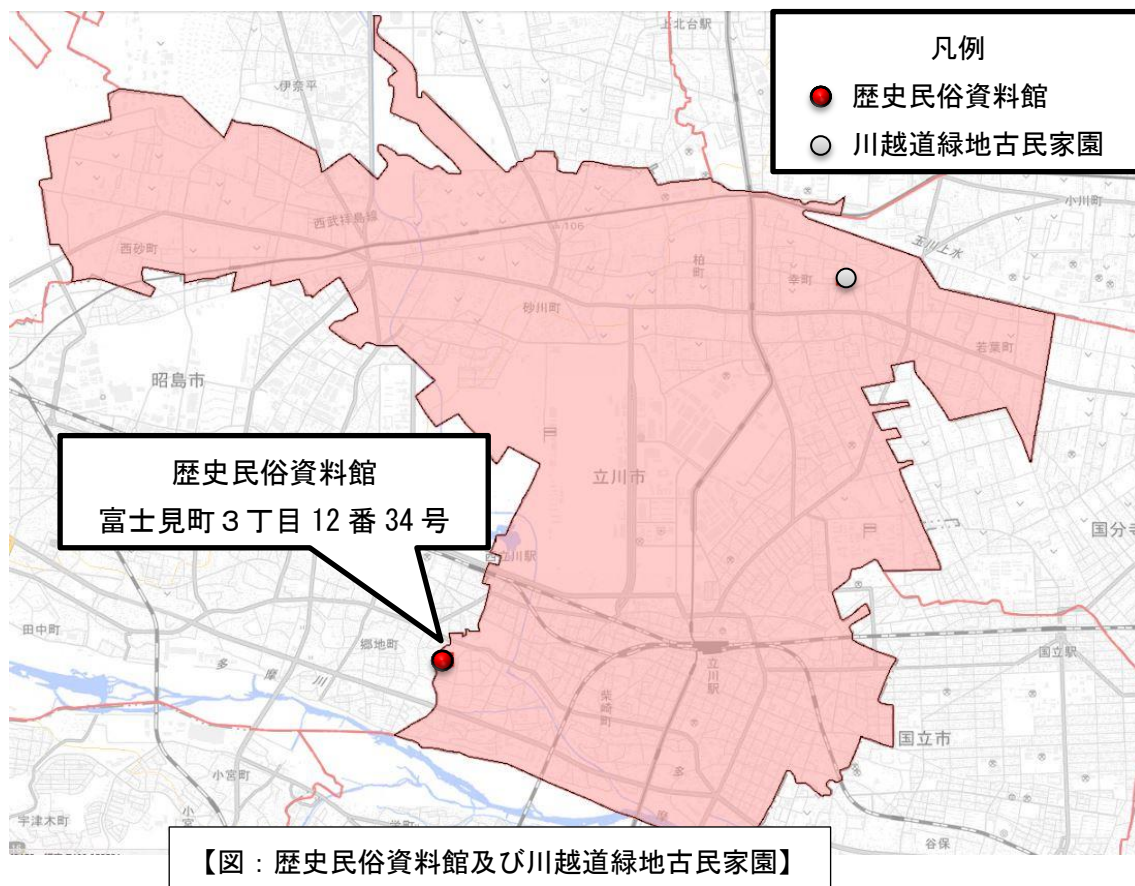 上北台駅
凡例
歴史民俗資料館
川越道緑地古民家園
伊奈平
小川町
西武拝島線
106
玉川上水
西砂町
柏町
幸町
砂川町
若葉町
昭島市
歴史民俗資料館
富士見町３丁目 12 番 34 号
立川市
国分寺
西立川駅
田中町
郷地町
多摩川
立川駅
国立駅
柴崎町
国立市
小宮町
多
宇津木町
小宮
谷保
【図：歴史民俗資料館及び川越道緑地古民家園】